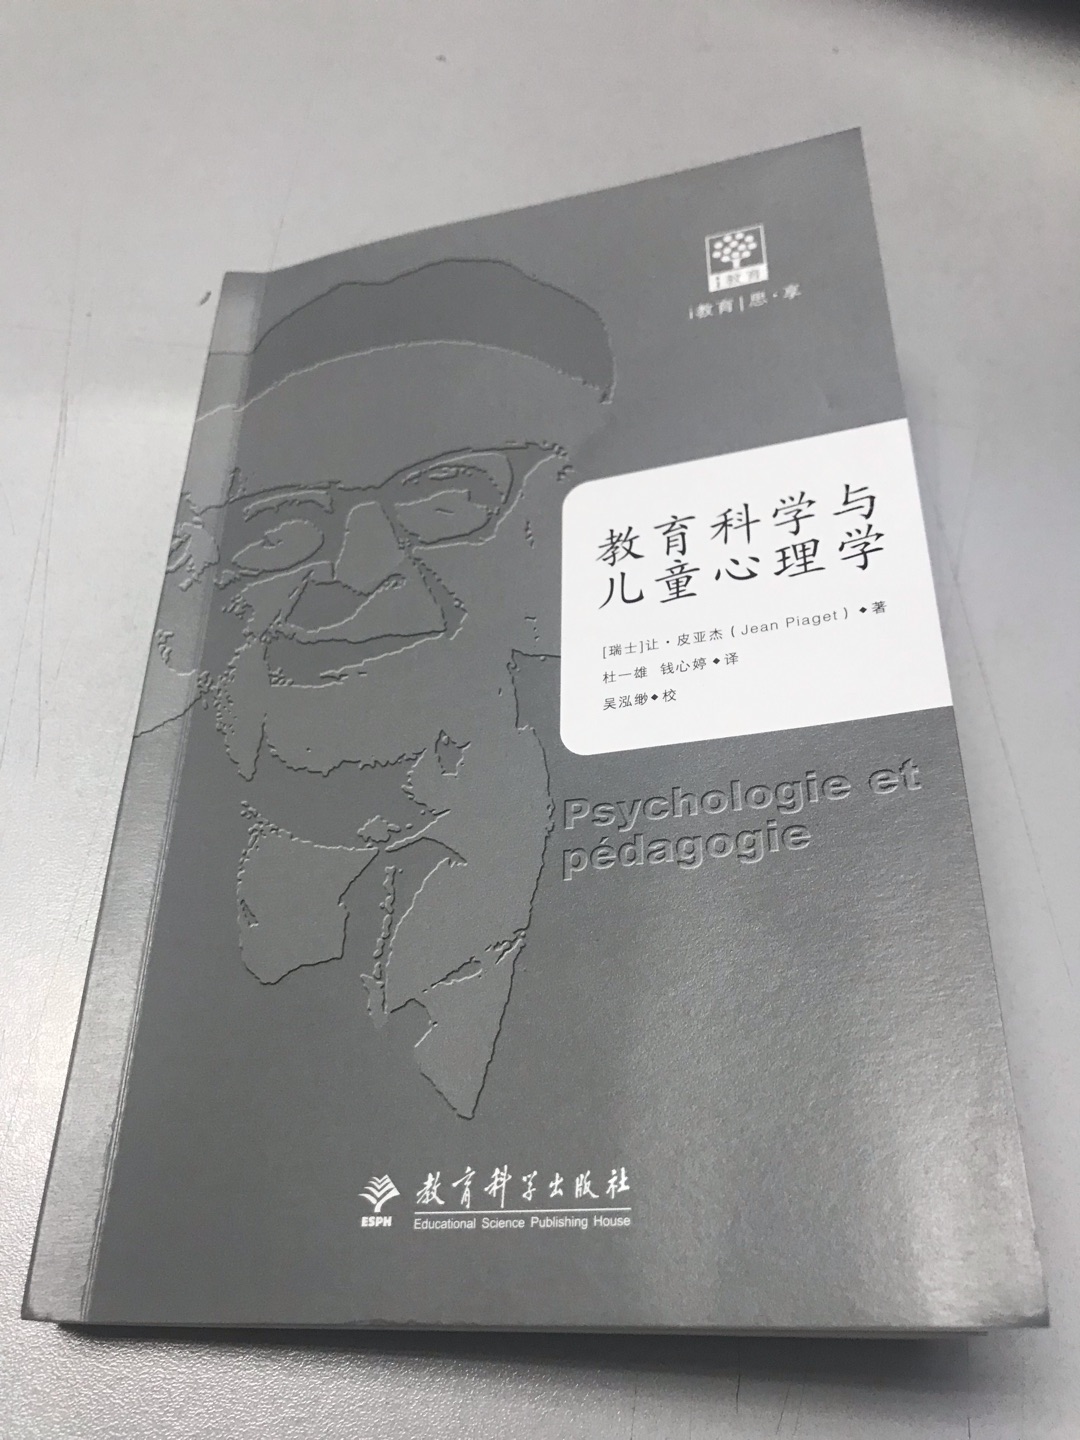 i教育
i教育|思·享
教育科学与
儿童心理学
[瑞士]让·皮亚杰（Jean Piaget）◆著
杜一雄 钱心婷◆译
吴泓缈◆校
Psychologie et
pédagogie
教育科学出版社
ESPH
Educational Science Publishing House